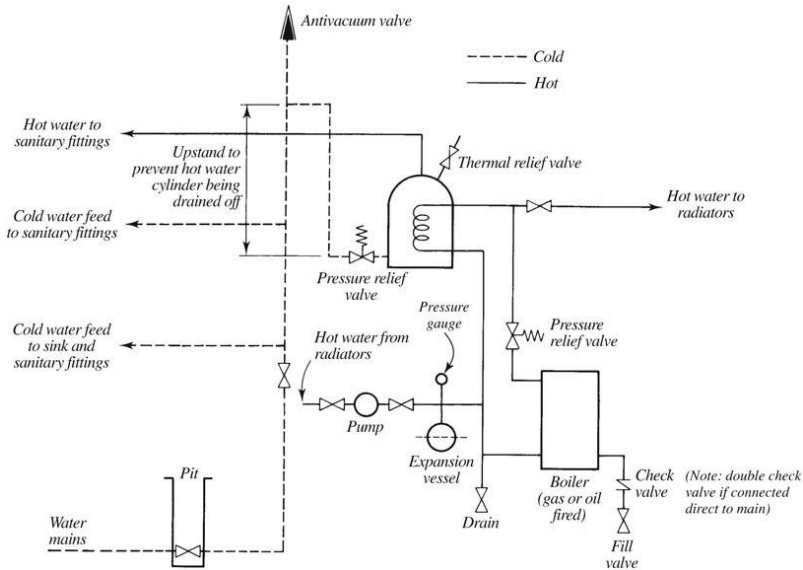 Antivacuum valve
Cold
Hot
Hot water to
sanitary fittings
Upstand to
prevent hot water
cylinder being
drained off
Thermal relief valve
Hot water to
radiators
Cold water feed
to sanitary fittings
Pressure relief
valve
Pressure
gauge
Cold water feed
to sink and
sanitary fittings
Hot water from
radiators
Pressure
relief valve
Pump
Expansion
vessel
Pit
Boiler
(gas or oil
fired)
Check
valve
(Note: double check
valve if connected
direct to main)
Water
mains
Drain
Fill
valve